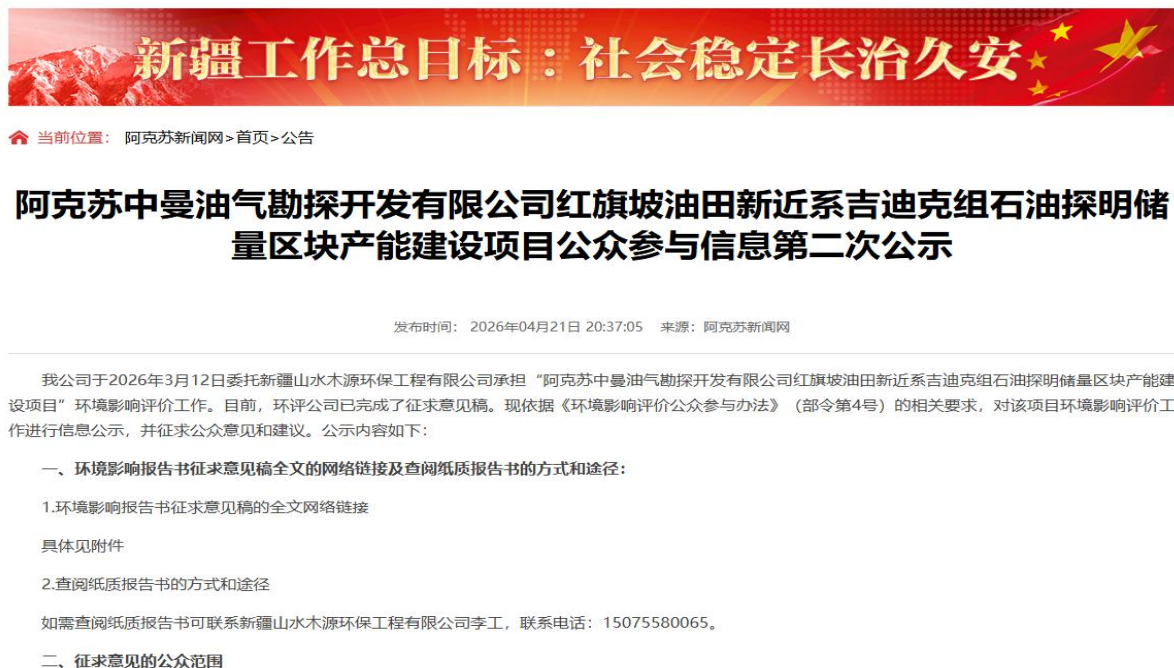 新疆工作总目标：社会稳定长治久安
当前位置： 阿克苏新闻网>首页>公告
阿克苏中曼油气勘探开发有限公司红旗坡油田新近系吉迪克组石油探明储
量区块产能建设项目公众参与信息第二次公示
发布时间： 2026年04月21日 20:37:05 来源：阿克苏新闻网
我公司于2026年3月12日委托新疆山水木源环保工程有限公司承担“阿克苏中曼油气勘探开发有限公司红旗坡油田新近系吉迪克组石油探明储量区块产能建
设项目”环境影响评价工作。目前，环评公司已完成了征求意见稿。现依据《环境影响评价公众参与办法》（部令第4号）的相关要求，对该项目环境影响评价工
作进行信息公示，并征求公众意见和建议。公示内容如下：
一、环境影响报告书征求意见稿全文的网络链接及查阅纸质报告书的方式和途径：
1.环境影响报告书征求意见稿的全文网络链接
具体见附件
2.查阅纸质报告书的方式和途径
如需查阅纸质报告书可联系新疆山水木源环保工程有限公司李工，联系电话：15075580065。
二、征求意见的公众范围